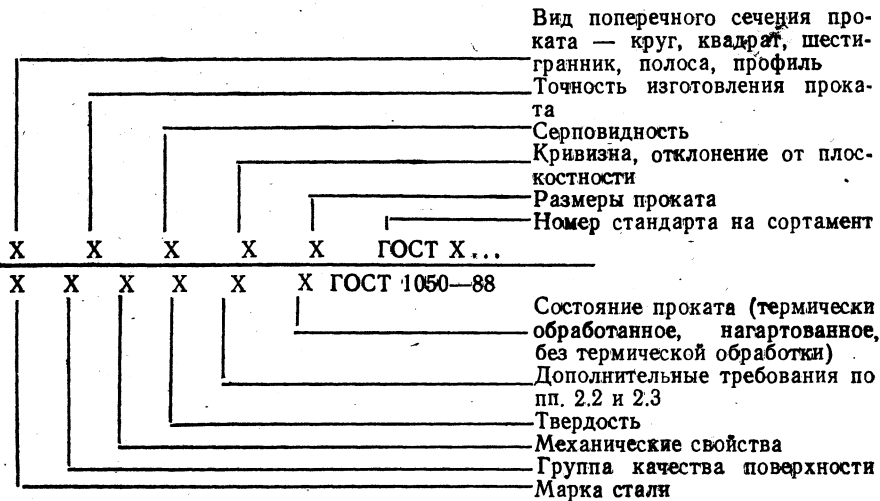 Вид поперечного сечения про-
ката — круг, квадрат, шести-
гранник, полоса, профиль
Точность изготовления прока-
та
Серповидность
Кривизна, отклонение от плос-
костности
Размеры проката
Номер стандарта на сортамент
Х Х Х Х Х ГОСТ Х...
Х Х Х Х Х Х ГОСТ 1050—88
Состояние проката (термически
обработанное, нагартованное,
без термической обработки)
Дополнительные требования по
пп. 2.2 и 2.3
Твердость
Механические свойства
Группа качества поверхности
Марка стали